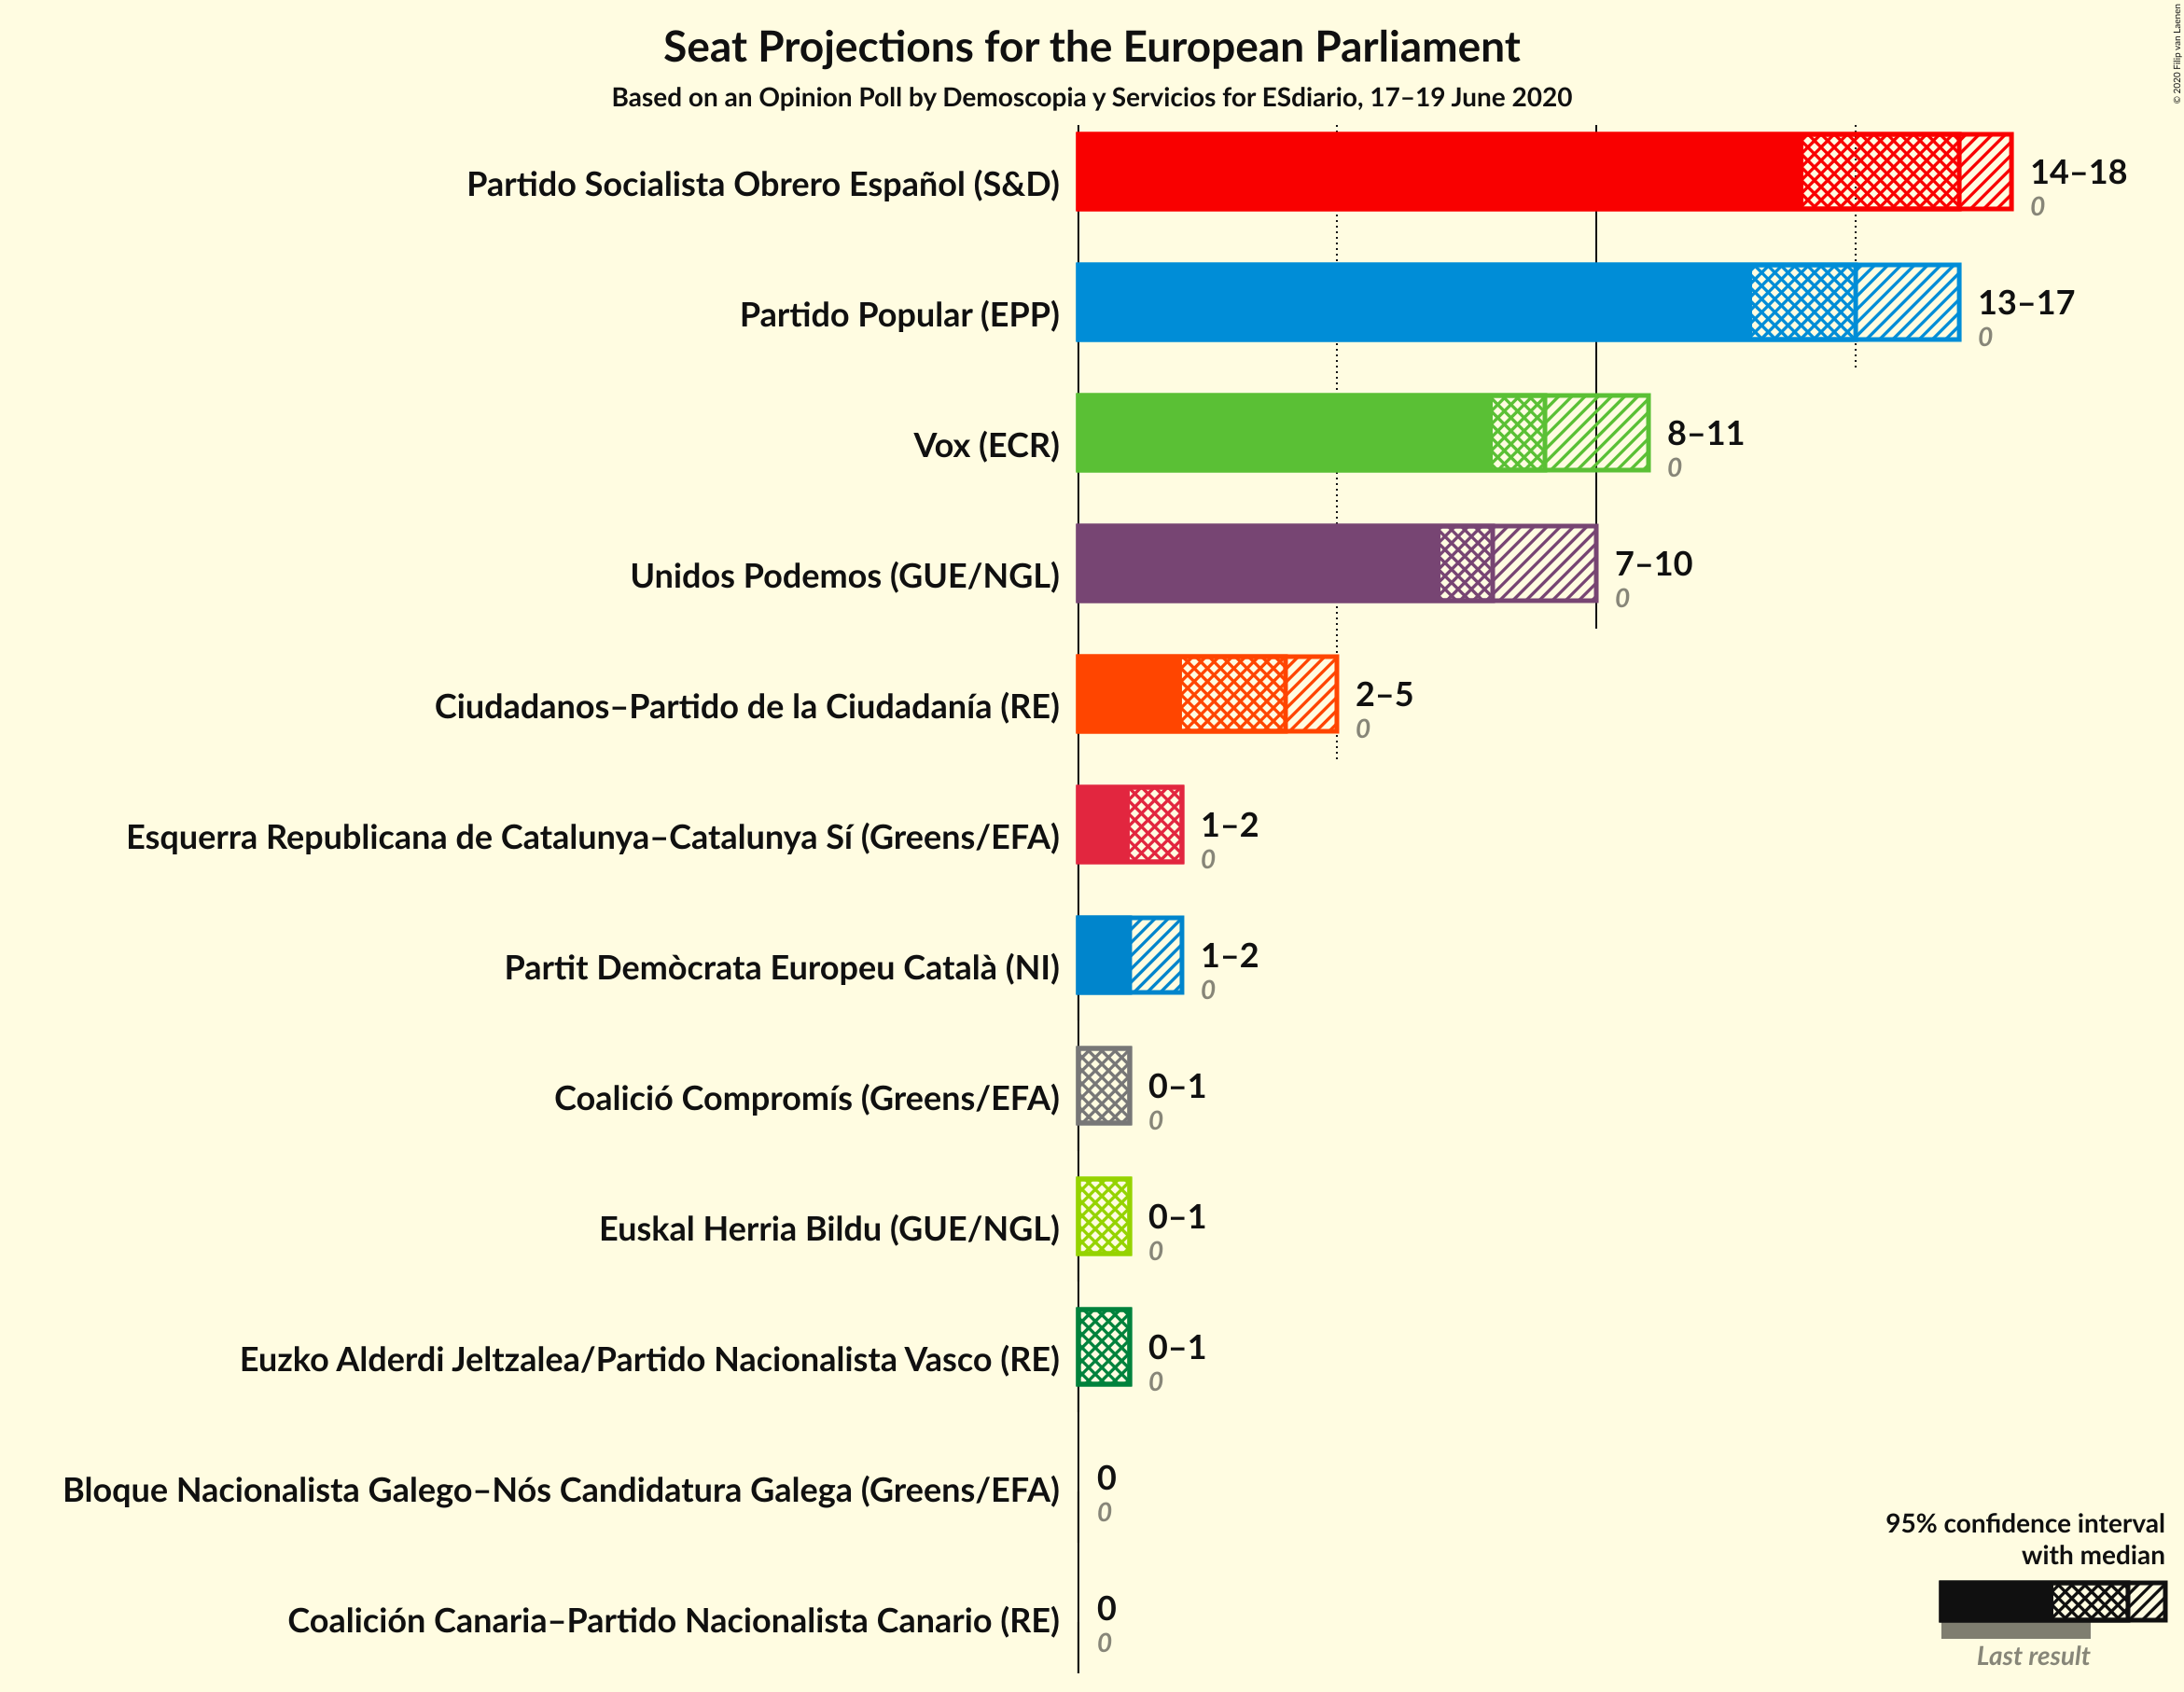 Seat Projections for the European Parliament
Based on an Opinion Poll by Demoscopia y Servicios for ESdiario, 17–19 June 2020
© 2020 Filip van Laenen
Partido Socialista Obrero Español (S&D)
14–18
0
Partido Popular (EPP)
13–17
0
Vox (ECR)
8–11
0
Unidos Podemos (GUE/NGL)
7–10
0
Ciudadanos–Partido de la Ciudadanía (RE)
2–5
0
Esquerra Republicana de Catalunya–Catalunya Sí (Greens/EFA)
1–2
0
Partit Demòcrata Europeu Català (NI)
1–2
0
Coalició Compromís (Greens/EFA)
0–1
0
Euskal Herria Bildu (GUE/NGL)
0–1
0
Euzko Alderdi Jeltzalea/Partido Nacionalista Vasco (RE)
0–1
0
Bloque Nacionalista Galego–Nós Candidatura Galega (Greens/EFA)
0
0
Coalición Canaria–Partido Nacionalista Canario (RE)
0
0
95% confidence interval
with median
Last result